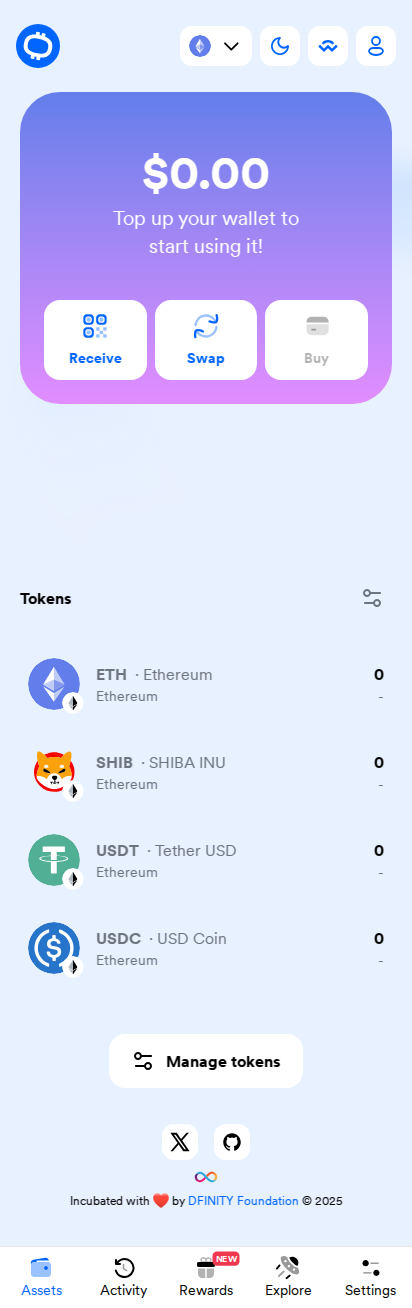 $0.00
Top up your wallet to
start using it!
Receive
Swap
Buy
Tokens
ETH · Ethereum
0
Ethereum
-
SHIB · SHIBA INU
0
Ethereum
-
USDT · Tether USD
0
Ethereum
-
USDC · USD Coin
0
Ethereum
-
Manage tokens
Incubated with ❤️ by DFINITY Foundation © 2025
NEW
Assets
Activity
Rewards
Explore
Settings